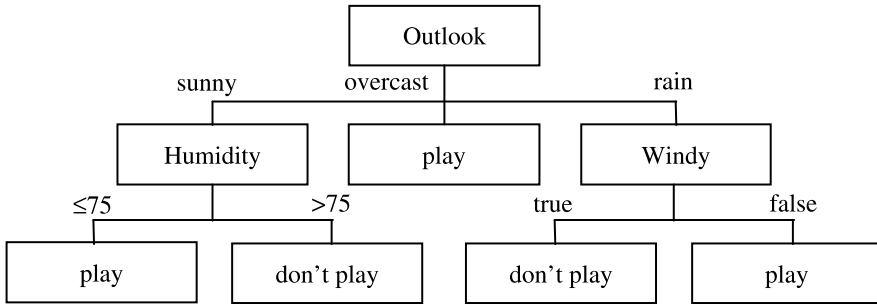 Outlook
sunny overcast rain
Humidity play Windy
≤75 >75 true false
play don't play don't play play